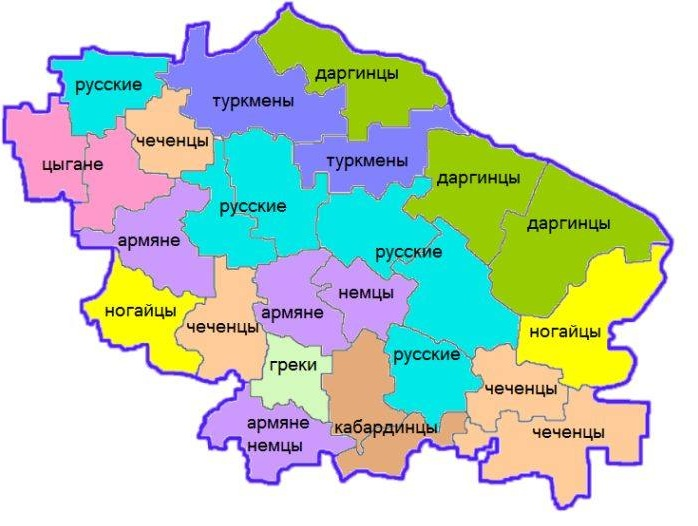 даргинцы
русские
туркмены
чеченцы
туркмены
цыгане
даргинцы
русские
даргинцы
армяне
русские
немцы
ногайцы
армяне
чеченцы
ногайцы
русские
греки
чеченцы
армяне
немцы
кабардинцы
чеченцы